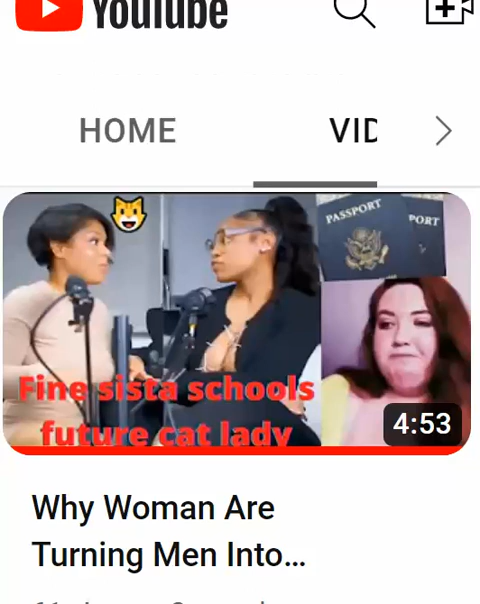 YouTube
HOME
VID
PASSPORT
PORT
Fine sista schools
future cat lady
4:53
Why Woman Are
Turning Men Into...